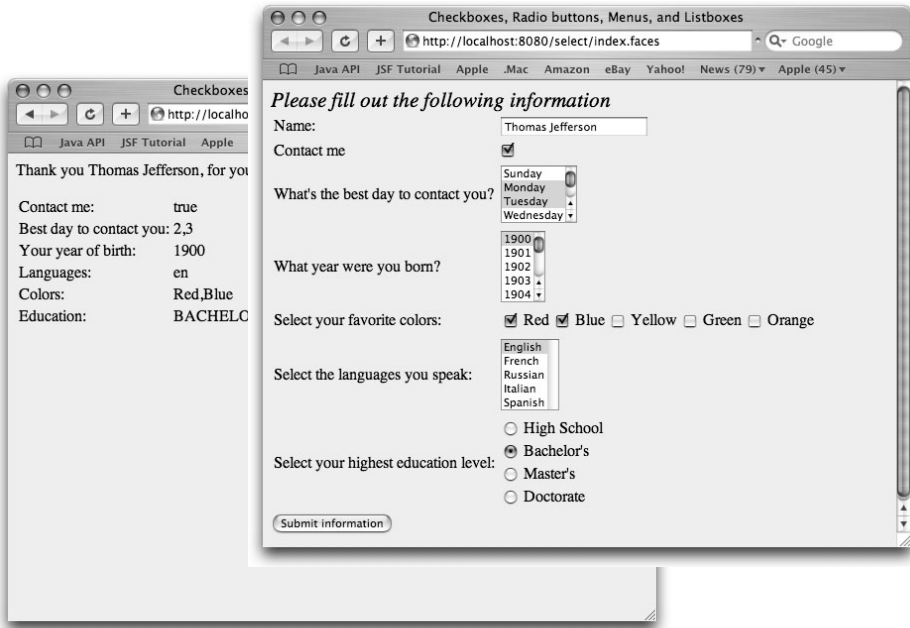 Checkboxes, Radio buttons, Menus, and Listboxes
http://localhost:8080/select/index.faces
Google
Java API JSF Tutorial Apple .Mac Amazon eBay Yahoo! News (79) Apple (45)
Please fill out the following information
Name: Thomas Jefferson
Contact me
What's the best day to contact you?
Sunday
Monday
Tuesday
Wednesday
What year were you born?
1900
1901
1902
1903
1904
Select your favorite colors: Red Blue Yellow Green Orange
Select the languages you speak:
English
French
Russian
Italian
Spanish
Select your highest education level:
High School
Bachelor's
Master's
Doctorate
Submit information
Checkboxes
http://localho
Java API JSF Tutorial Apple
Thank you Thomas Jefferson, for you
Contact me: true
Best day to contact you: 2,3
Your year of birth: 1900
Languages: en
Colors: Red,Blue
Education: BACHELO